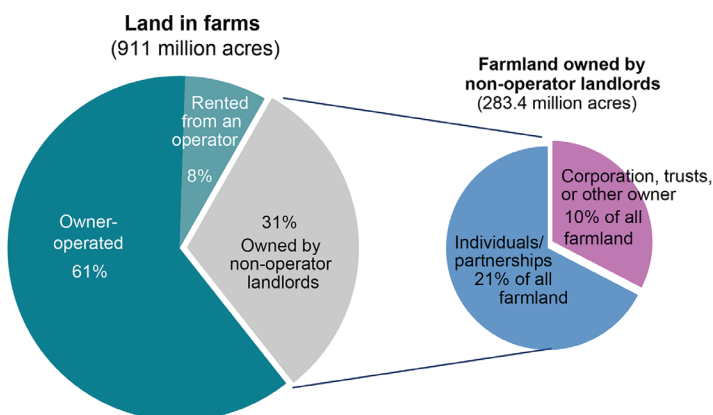 Land in farms
(911 million acres)
Rented
from an
operator
8%
Owner-
operated
61%
31%
Owned by
non-operator
landlords
Farmland owned by
non-operator landlords
(283.4 million acres)
Corporation, trusts,
or other owner
10% of all
farmland
Individuals/
partnerships
21% of all
farmland